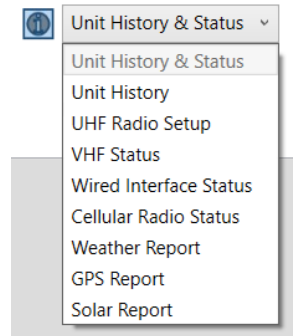 Unit History & Status
Unit History & Status
Unit History
UHF Radio Setup
VHF Status
Wired Interface Status
Cellular Radio Status
Weather Report
GPS Report
Solar Report